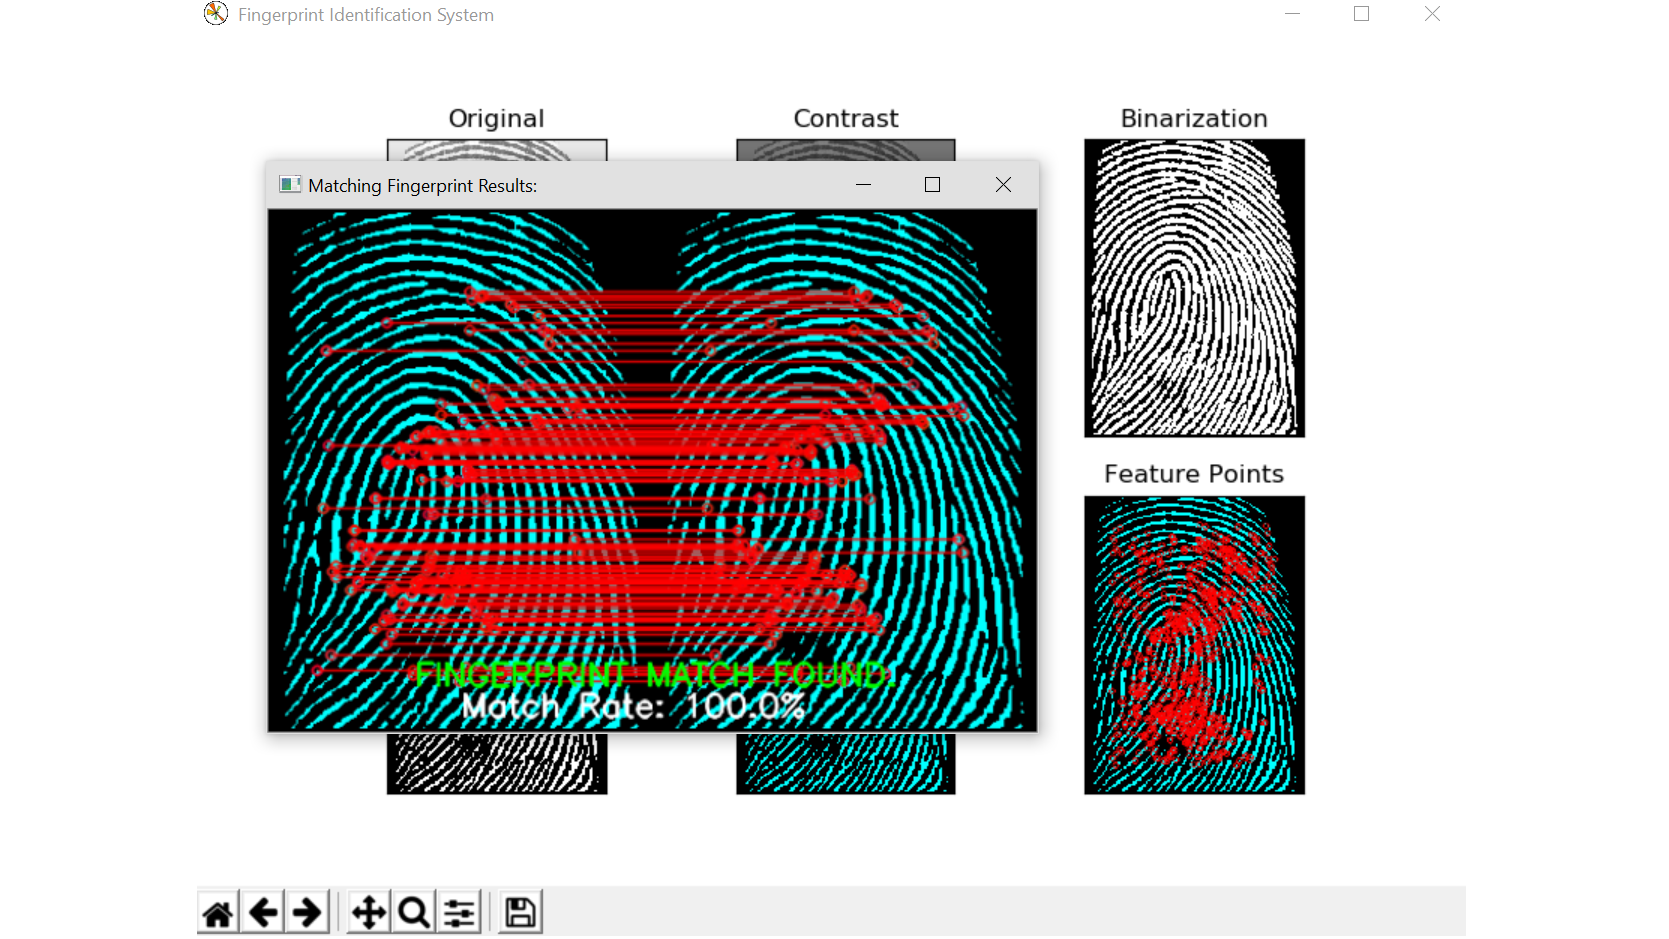 Fingerprint Identification System
Original
Contrast
Binarization
Matching Fingerprint Results:
Feature Points
FINGERPRINT MATCH FOUND.
Match Rate: 100.0%